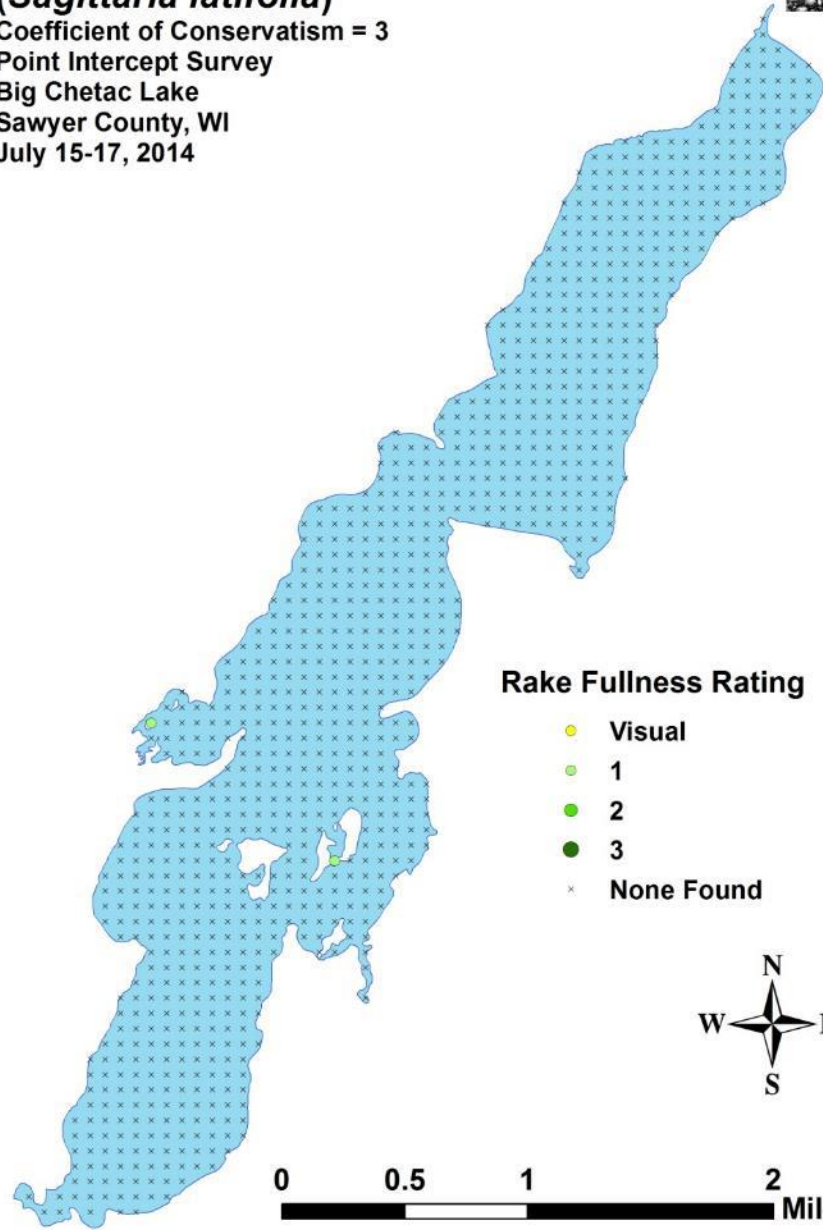 (Sagittaria latifolia)
Coefficient of Conservatism = 3
Point Intercept Survey
Big Chetac Lake
Sawyer County, WI
July 15-17, 2014
Rake Fullness Rating
Visual
1
2
3
None Found
N
W
S
0 0.5 1 2
Mil